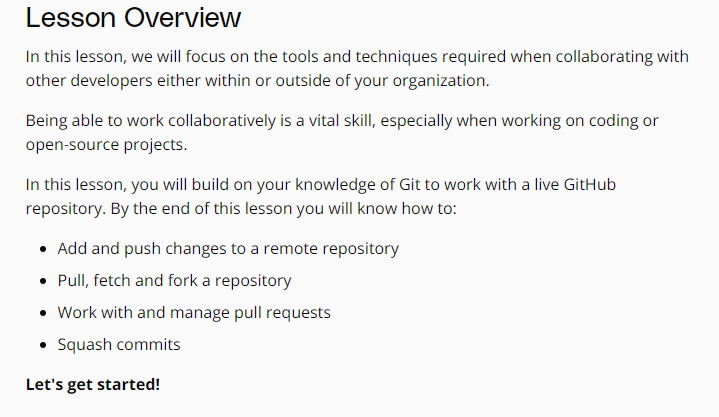 Lesson Overview
In this lesson, we will focus on the tools and techniques required when collaborating with
other developers either within or outside of your organization.
Being able to work collaboratively is a vital skill, especially when working on coding or
open-source projects.
In this lesson, you will build on your knowledge of Git to work with a live GitHub
repository. By the end of this lesson you will know how to:
• Add and push changes to a remote repository
• Pull, fetch and fork a repository
• Work with and manage pull requests
• Squash commits
Let's get started!